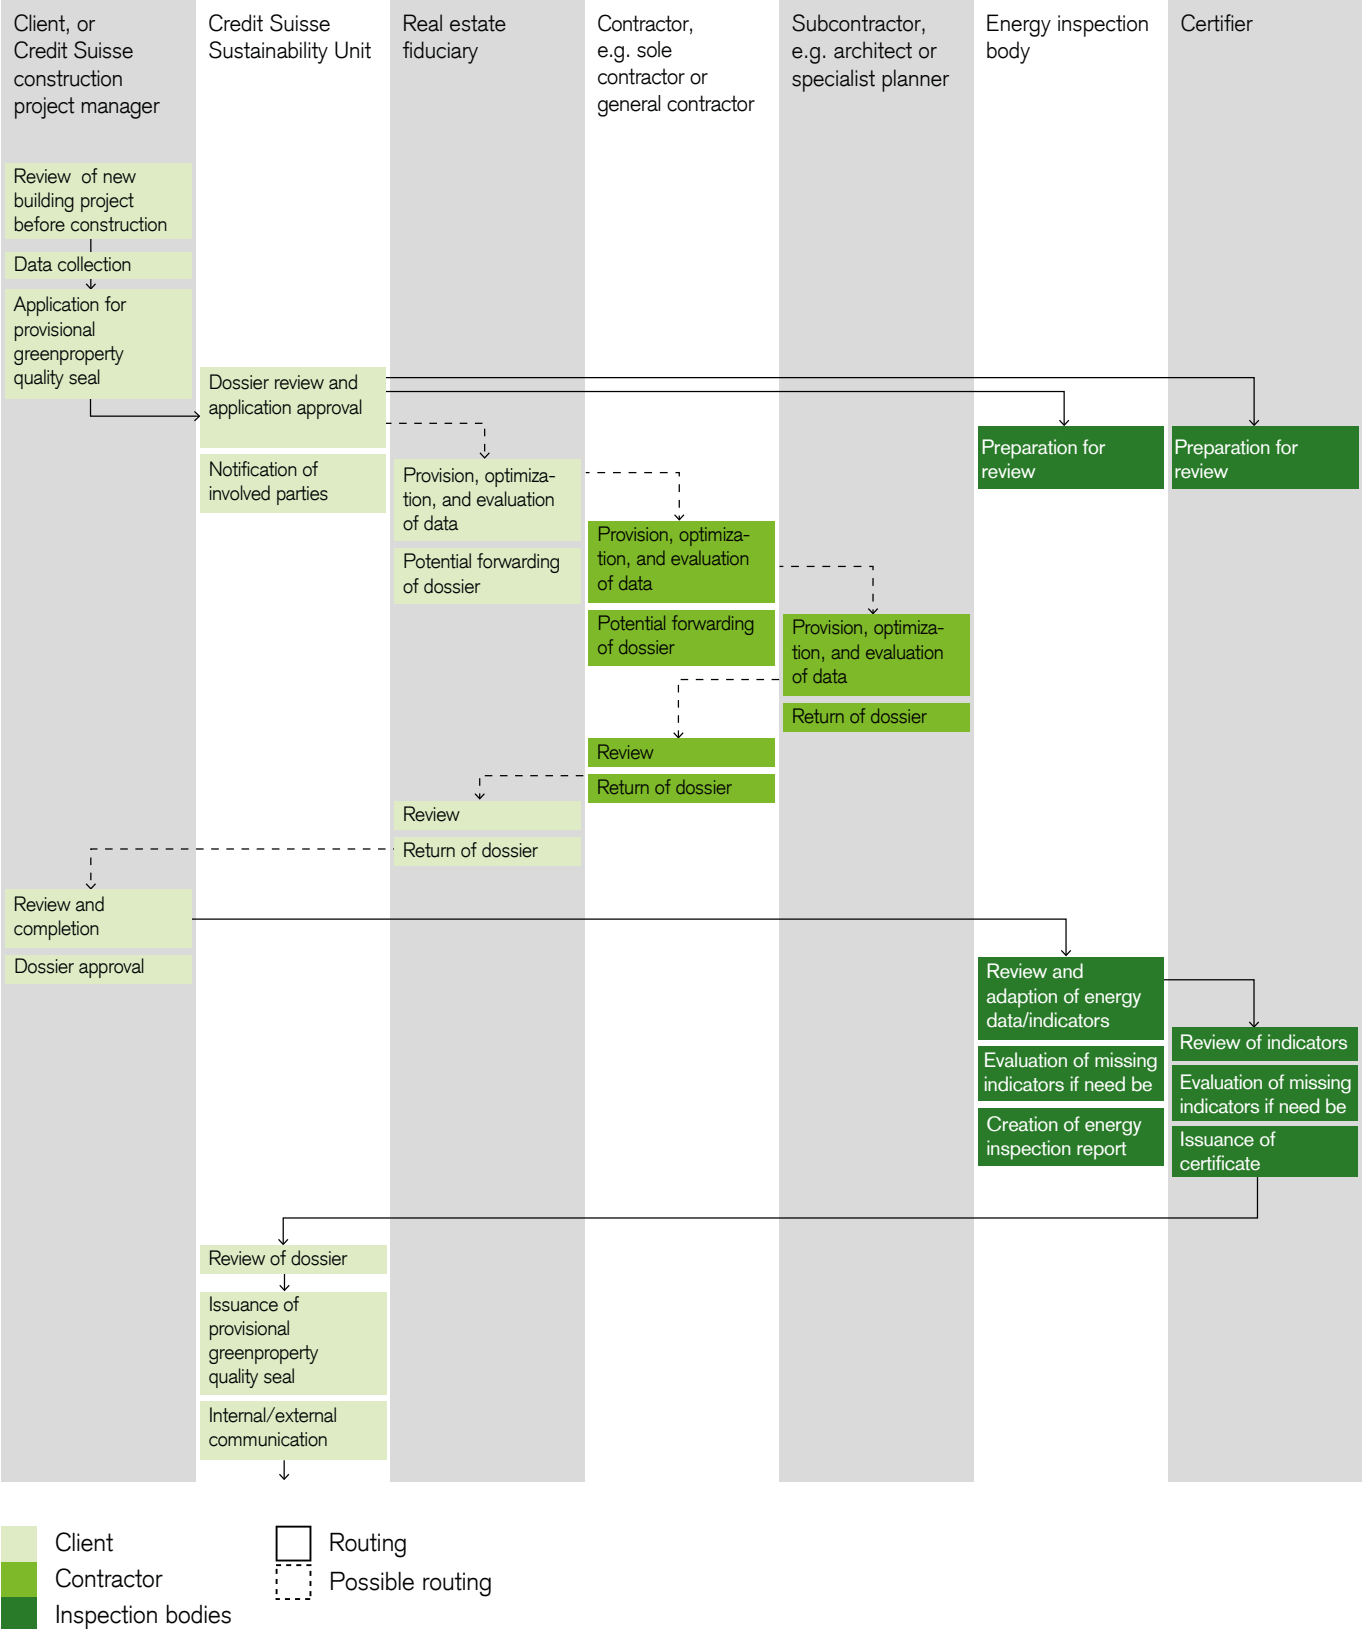 Client, or
Credit Suisse
construction
project manager
Credit Suisse
Sustainability Unit
Real estate
fiduciary
Contractor,
e.g. sole
contractor or
general contractor
Subcontractor,
e.g. architect or
specialist planner
Energy inspection
body
Certifier
Review of new
building project
before construction
Data collection
Application for
provisional
greenproperty
quality seal
Dossier review and
application approval
Notification of
involved parties
Preparation for
review
Preparation for
review
Provision, optimiza-
tion, and evaluation
of data
Potential forwarding
of dossier
Provision, optimiza-
tion, and evaluation
of data
Potential forwarding
of dossier
Provision, optimiza-
tion, and evaluation
of data
Return of dossier
Review
Return of dossier
Review
Return of dossier
Review and
completion
Dossier approval
Review and
adaption of energy
data/indicators
Evaluation of missing
indicators if need be
Creation of energy
inspection report
Review of indicators
Evaluation of missing
indicators if need be
Issuance of
certificate
Review of dossier
Issuance of
provisional
greenproperty
quality seal
Internal/external
communication
Client
Contractor
Inspection bodies
Routing
Possible routing